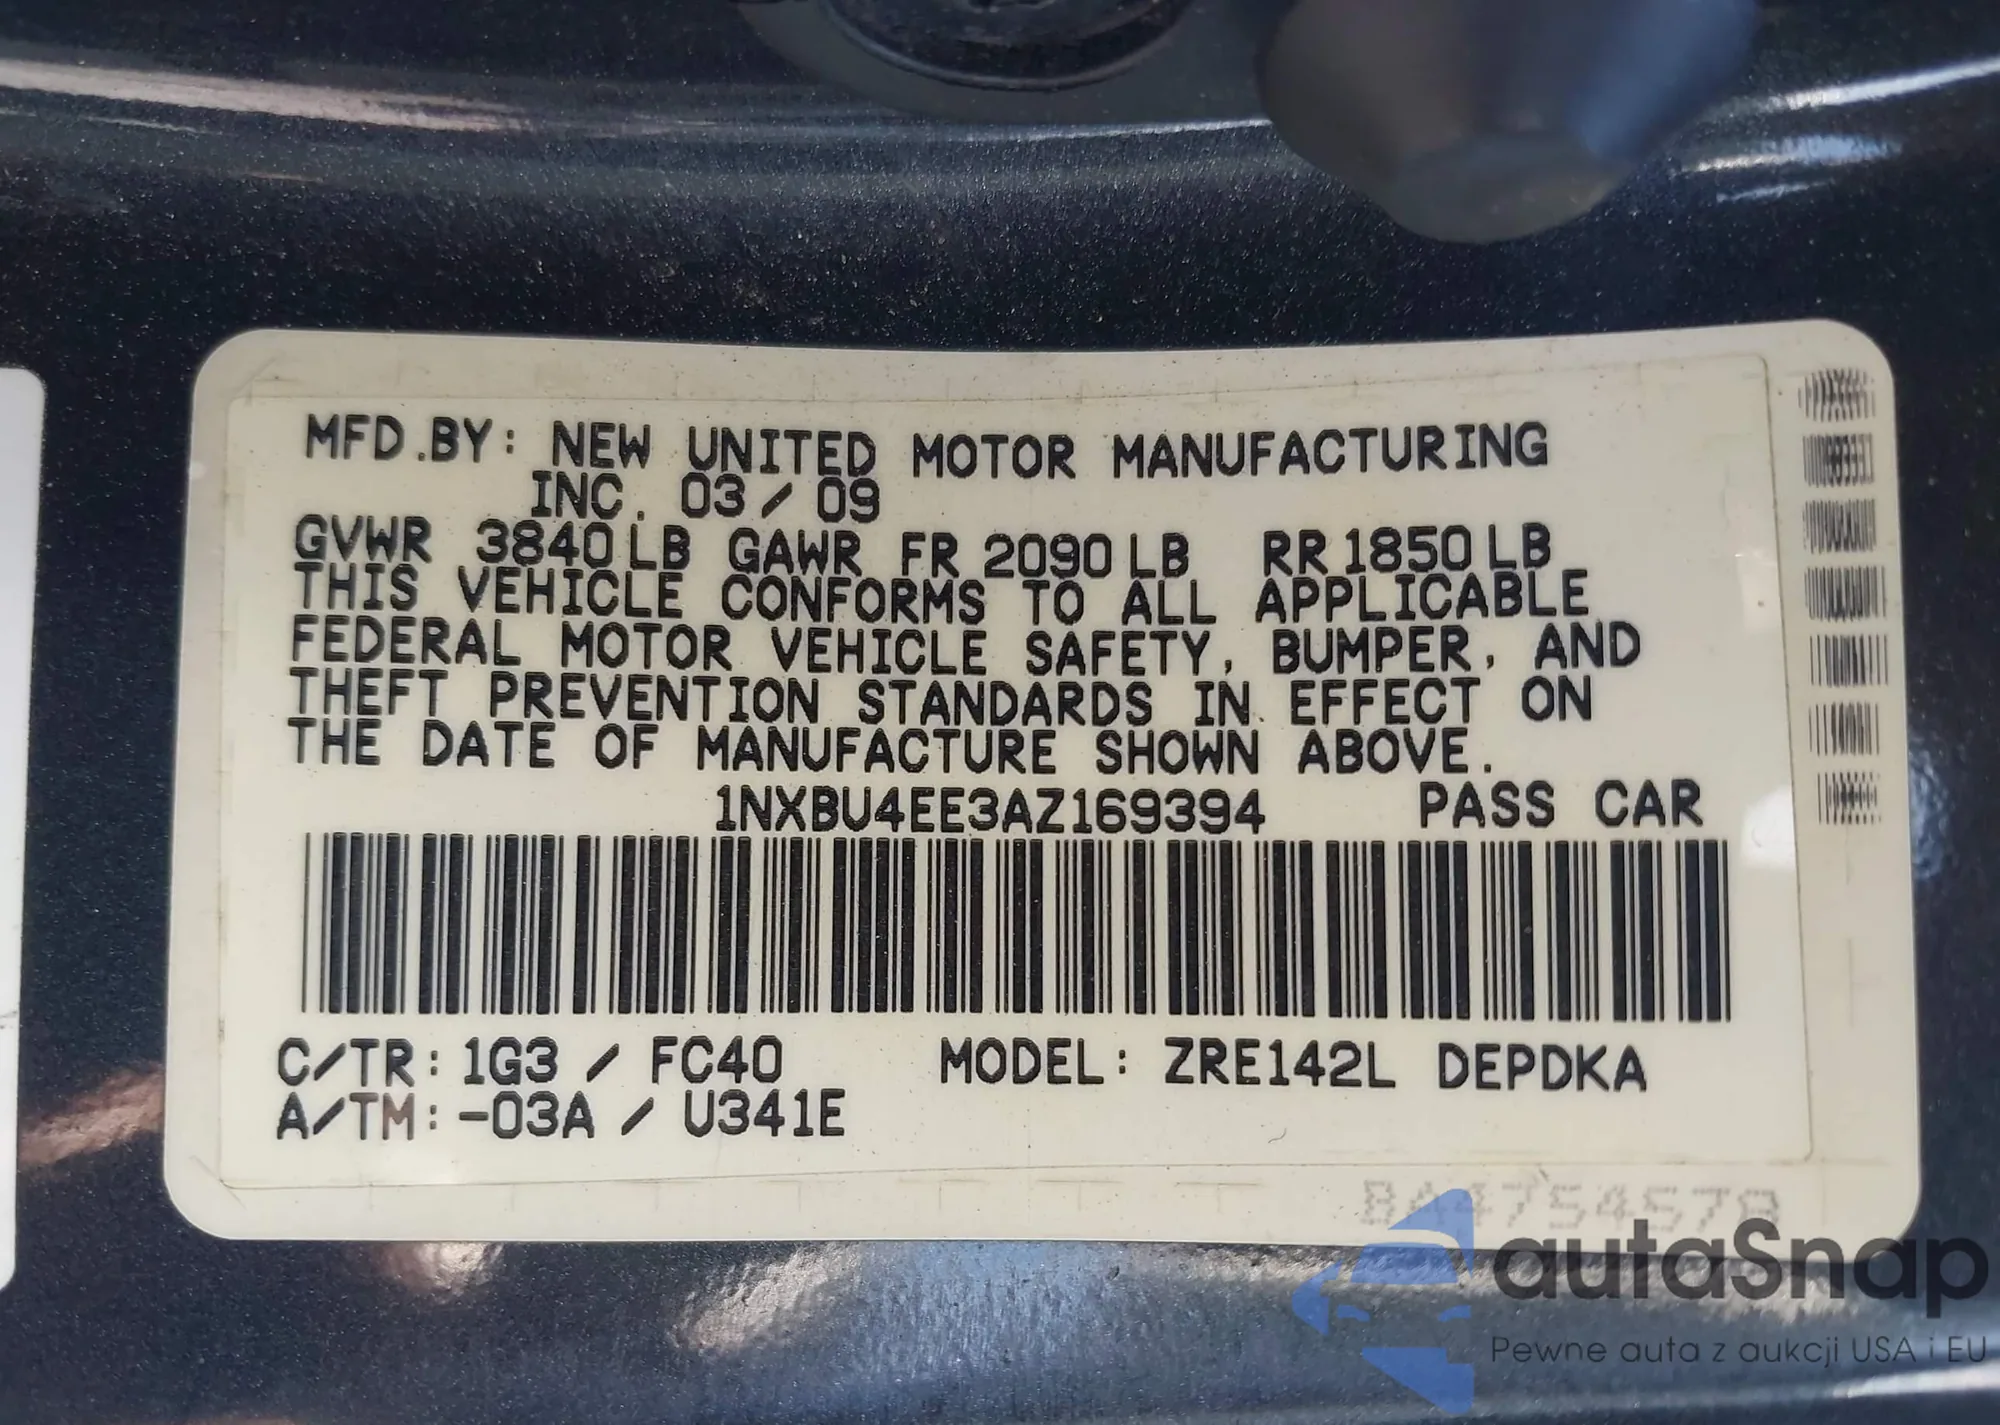 MFD.BY: NEW UNITED MOTOR MANUFACTURING
INC. 03/09
GVWR 3840LB GAWR FR 2090LB RR1850LB
THIS VEHICLE CONFORMS TO ALL APPLICABLE
FEDERAL MOTOR VEHICLE SAFETY, BUMPER, AND
THEFT PREVENTION STANDARDS IN EFFECT ON
THE DATE OF MANUFACTURE SHOWN ABOVE.
1NXBU4EE3AZ169394 PASS CAR
C/TR: 1G3 / FC40 MODEL: ZRE142L DEPDKA
A/TM: -03A / U341E
autaSnap
Pewne auta z aukcji USA i EU